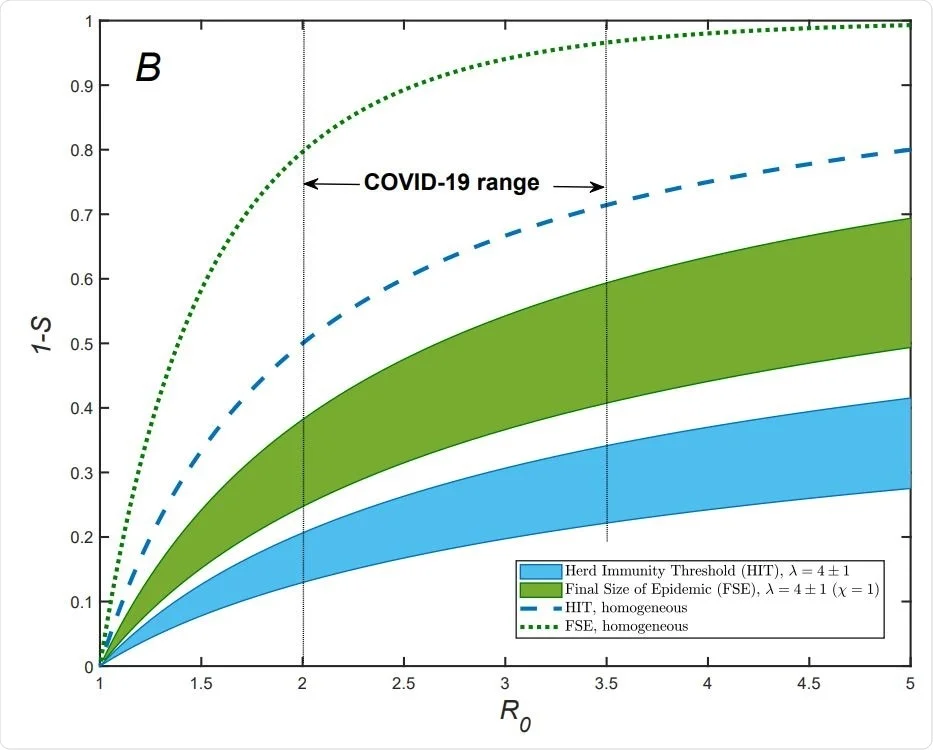 B
1
0.9
0.8
0.7
0.6
0.5
0.4
0.3
0.2
0.1
0
1-S
COVID-19 range
Herd Immunity Threshold (HIT), λ = 4 ± 1
Final Size of Epidemic (FSE), λ = 4 ± 1 (χ = 1)
HIT, homogeneous
FSE, homogeneous
1 1.5 2 2.5 3 3.5 4 4.5 5
R₀